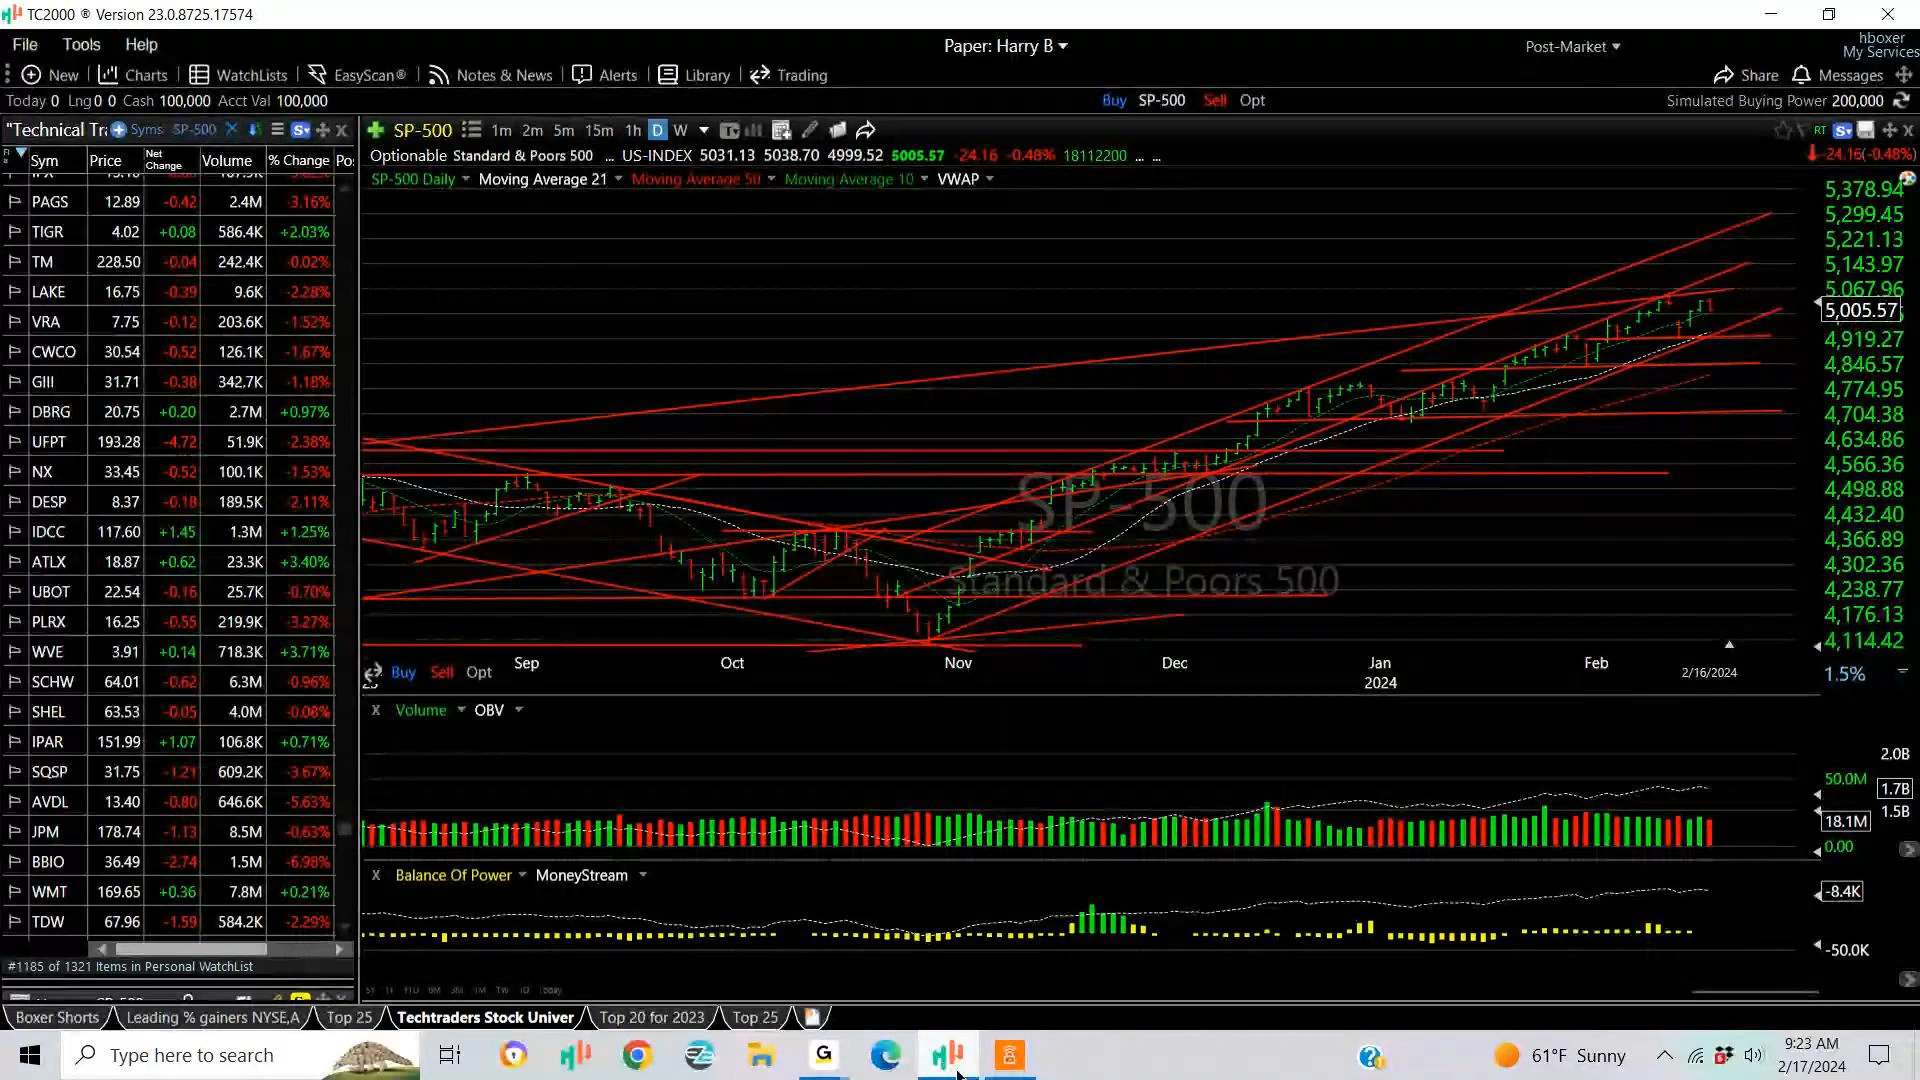 TC2000 ® Version 23.0.8725.17574
File Tools Help
Paper: Harry B
Post-Market
hboxer
My Services
New Charts WatchLists EasyScan® Notes & News Alerts Library Trading
Share Messages
Today 0 Lng 0 0 Cash 100,000 Acct Val 100,000
Buy SP-500 Sell Opt
Simulated Buying Power 200,000
"Technical Tr: Syms: SP-500
SP-500 1m 2m 5m 15m 1h D W
RT
Sym Price Net Change Volume % Change Po:
Optionable Standard & Poors 500 ... US-INDEX 5031.13 5038.70 4999.52 5005.57 -24.16 -0.48% 18112200 ... ...
-24.16(-0.48%)
SP-500 Daily Moving Average 21 Moving Average 50 Moving Average 10 VWAP
PAGS 12.89 -0.42 2.4M -3.16%
TIGR 4.02 +0.08 586.4K +2.03%
TM 228.50 -0.04 242.4K -0.02%
LAKE 16.75 -0.39 9.6K -2.28%
VRA 7.75 -0.12 203.6K -1.52%
CWCO 30.54 -0.52 126.1K -1.67%
GIII 31.71 -0.38 342.7K -1.18%
DBRG 20.75 +0.20 2.7M +0.97%
UFPT 193.28 -4.72 51.9K -2.38%
NX 33.45 -0.52 100.1K -1.53%
DESP 8.37 -0.18 189.5K -2.11%
IDCC 117.60 +1.45 1.3M +1.25%
ATLX 18.87 +0.62 23.3K +3.40%
UBOT 22.54 -0.16 25.7K -0.70%
PLRX 16.25 -0.55 219.9K -3.27%
WVE 3.91 +0.14 718.3K +3.71%
SCHW 64.01 -0.62 6.3M -0.96%
SHEL 63.53 -0.05 4.0M -0.08%
IPAR 151.99 +1.07 106.8K +0.71%
SQSP 31.75 -1.21 609.2K -3.67%
AVDL 13.40 -0.80 646.6K -5.63%
JPM 178.74 -1.13 8.5M -0.63%
BBIO 36.49 -2.74 1.5M -6.98%
WMT 169.65 +0.36 7.8M +0.21%
TDW 67.96 -1.59 584.2K -2.29%
#1185 of 1321 Items in Personal WatchList
5,378.94
5,299.45
5,221.13
5,143.97
5,067.96
5,005.57
4,919.27
4,846.57
4,774.95
4,704.38
4,634.86
4,566.36
4,498.88
4,432.40
4,366.89
4,302.36
4,238.77
4,176.13
4,114.42
SP-500
Standard & Poors 500
Sep Oct Nov Dec Jan Feb
2024
2/16/2024
Buy Sell Opt
1.5%
X Volume OBV
2.0B
50.0M
1.7B
1.5B
18.1M
0.00
X Balance Of Power MoneyStream
-8.4K
-50.0K
Boxer Shorts Leading % gainers NYSE,A Top 25 Techtraders Stock Univer Top 20 for 2023 Top 25
Type here to search
61°F Sunny
9:23 AM
2/17/2024